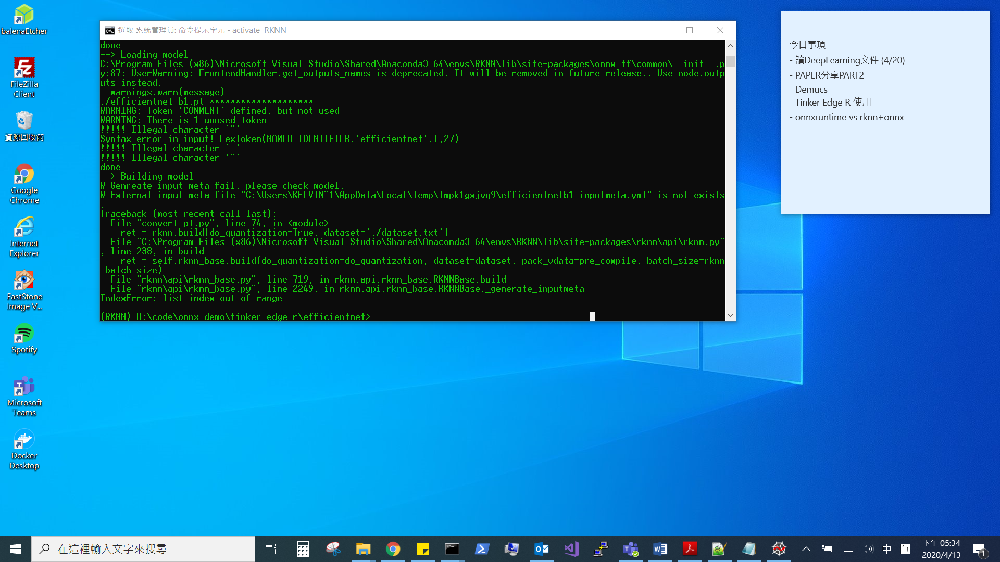 balenaEtcher
FileZilla
Client
資源回收筒
Google
Chrome
Internet
Explorer
FastStone
Image V...
Spotify
Microsoft
Teams
Docker
Desktop
選取 系統管理員: 命令提示字元 - activate  RKNN
done
--> Loading model
C:\Program Files (x86)\Microsoft Visual Studio\Shared\Anaconda3_64\envs\RKNN\lib\site-packages\onnx_tf\common\__init__.p
y:87: UserWarning: FrontendHandler.get_outputs_names is deprecated. It will be removed in future release.. Use node.outp
uts instead.
  warnings.warn(message)
./efficientnet-b1.pt ********************
WARNING: Token 'COMMENT' defined, but not used
WARNING: There is 1 unused token
!!!!! Illegal character '"'
Syntax error in input! LexToken(NAMED_IDENTIFIER,'efficientnet',1,27)
!!!!! Illegal character '-'
!!!!! Illegal character '"'
done
--> Building model
W Genreate input meta fail, please check model.
W External input meta file "C:\Users\KELVIN~1\AppData\Local\Temp\tmpk1gxjvq9\efficientnetb1_inputmeta.yml" is not exists
.
Traceback (most recent call last):
  File "convert_pt.py", line 74, in <module>
    ret = rknn.build(do_quantization=True, dataset='./dataset.txt')
  File "C:\Program Files (x86)\Microsoft Visual Studio\Shared\Anaconda3_64\envs\RKNN\lib\site-packages\rknn\api\rknn.py"
, line 238, in build
    ret = self.rknn_base.build(do_quantization=do_quantization, dataset=dataset, pack_vdata=pre_compile, batch_size=rknn
_batch_size)
  File "rknn\api\rknn_base.py", line 719, in rknn.api.rknn_base.RKNNBase.build
  File "rknn\api\rknn_base.py", line 2249, in rknn.api.rknn_base.RKNNBase._generate_inputmeta
IndexError: list index out of range
(RKNN) D:\code\onnx_demo\tinker_edge_r\efficientnet>
今日事項
- 讀DeepLearning文件 (4/20)
- PAPER分享PART2
- Demucs
- Tinker Edge R 使用
- onnxruntime vs rknn+onnx
在這裡輸入文字來搜尋
中
下午 05:34
2020/4/13
1